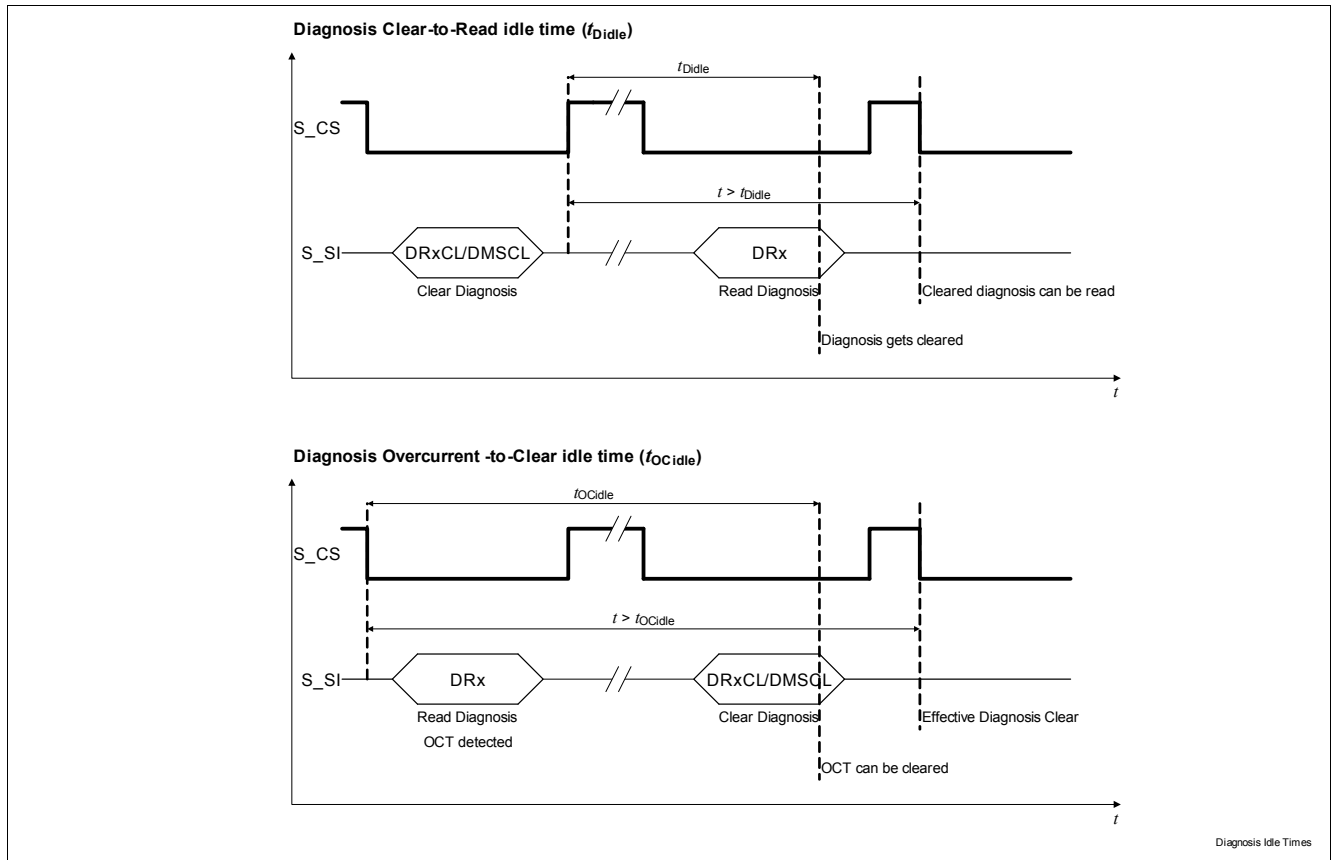 Diagnosis Clear-to-Read idle time (tDidle)
tDidle
S_CS
t > tDidle
S_SI
DRxCL/DMSCL
DRx
Clear Diagnosis
Read Diagnosis
Cleared diagnosis can be read
Diagnosis gets cleared
t
Diagnosis Overcurrent -to-Clear idle time (tOCidle)
tOCidle
S_CS
t > tOCidle
S_SI
DRx
DRxCL/DMSCL
Read Diagnosis
Clear Diagnosis
Effective Diagnosis Clear
OCT detected
OCT can be cleared
t
Diagnosis Idle Times